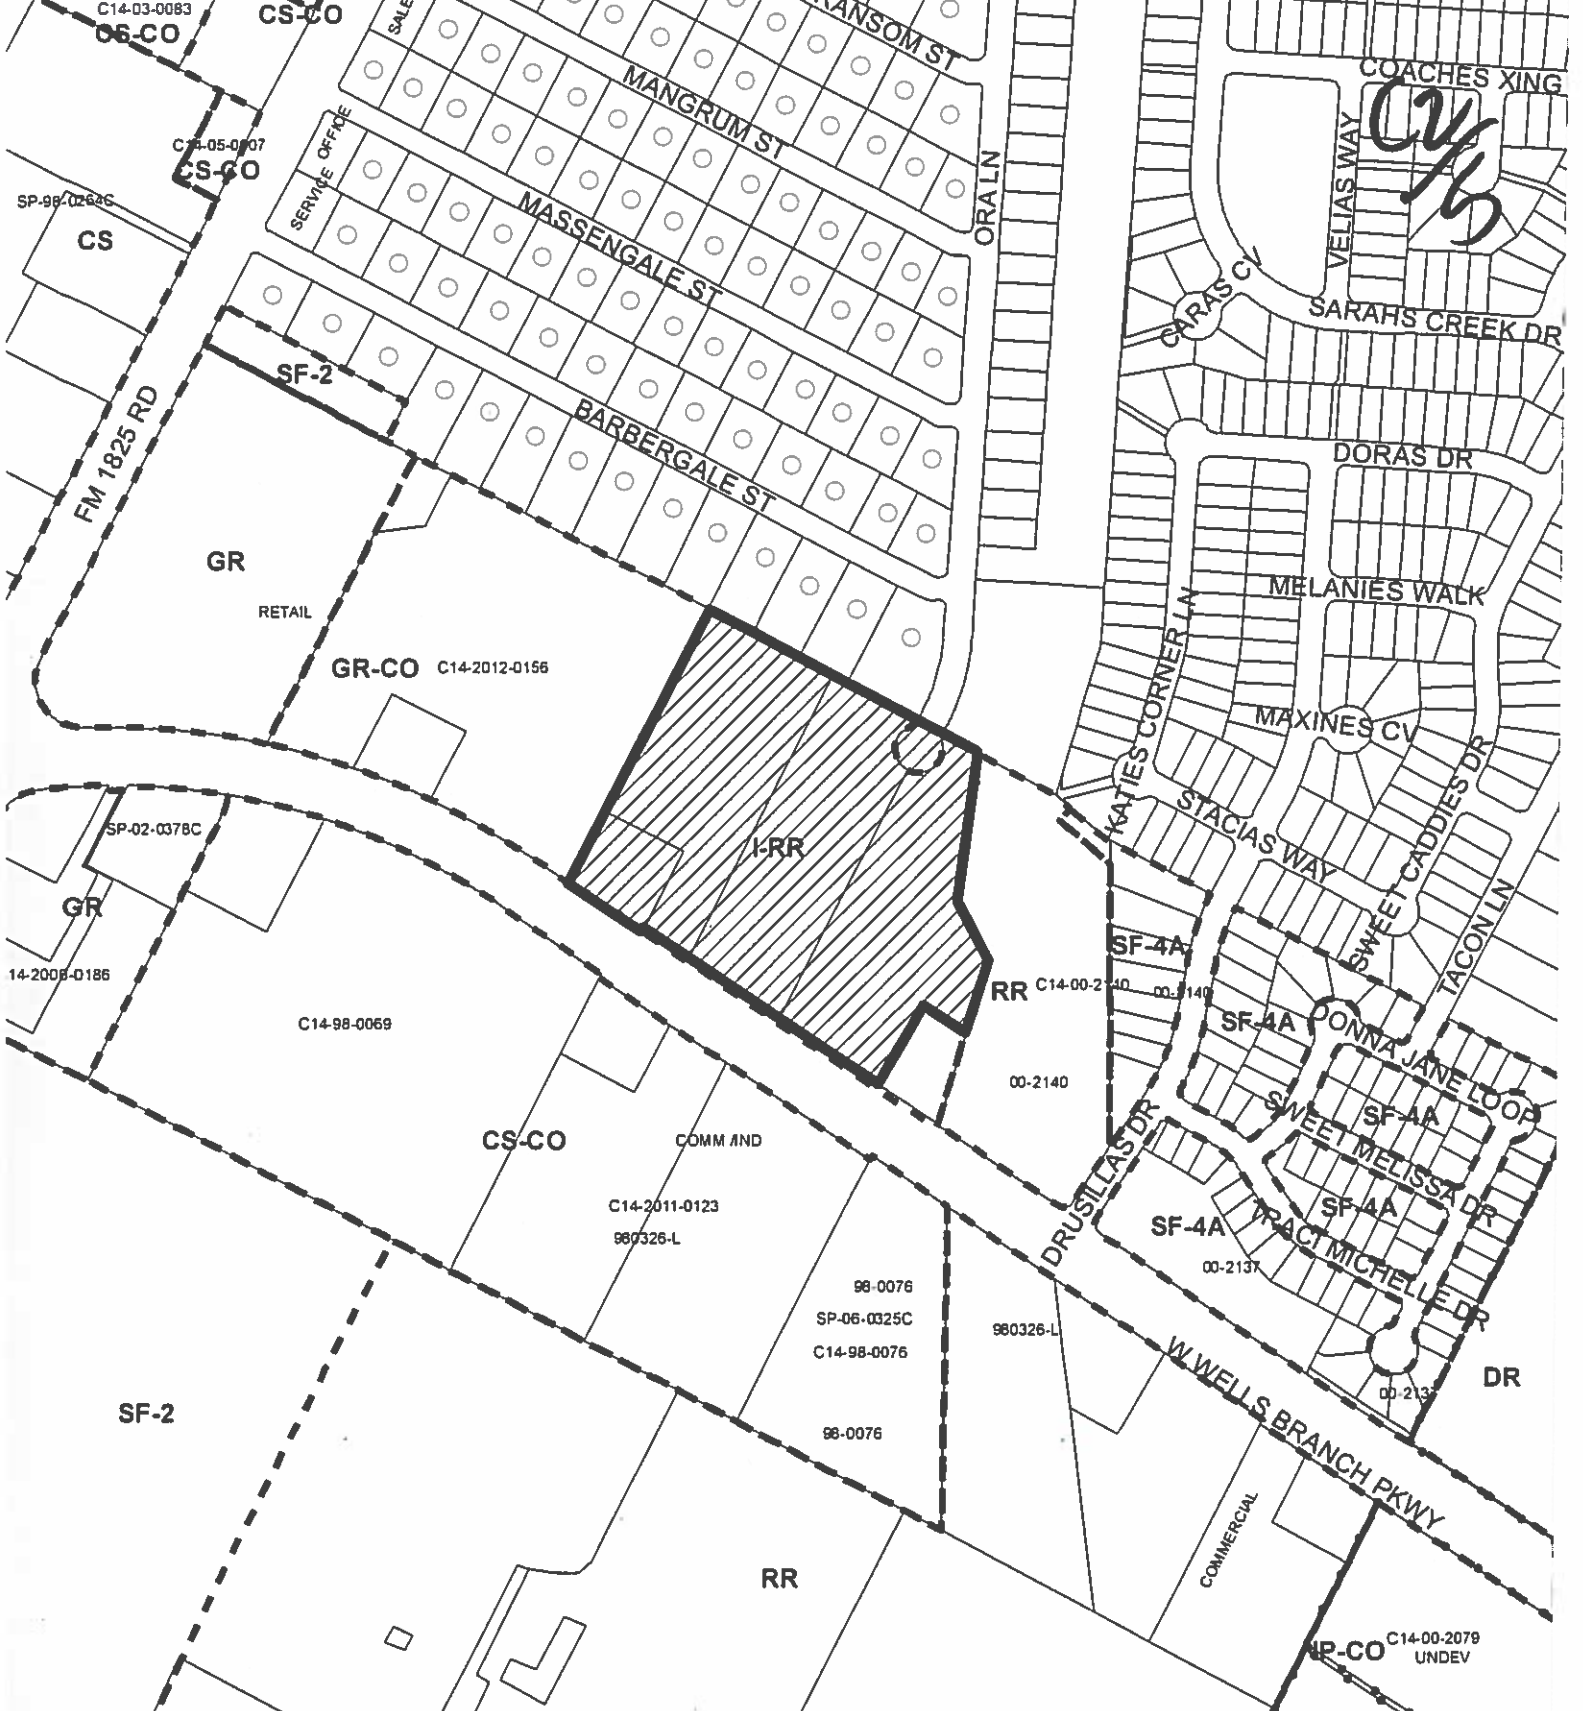 C14-03-0083
CS-CO
CS-CO
RANSOM ST
COACHES XING
MANGRUM ST
SERVICE OFFICE
C14-05-0007
CS-CO
SP-98-0264C
CS
ORA LN
VELIAS WAY
MASSENGALE ST
CARAS CV
SARAHS CREEK DR
SF-2
FM 1825 RD
BARBERGALE ST
DORAS DR
GR
RETAIL
MELANIES WALK
GR-CO
C14-2012-0156
KATIES CORNER LN
MAXINES CV
STACIAS WAY
SWEET CADDIES DR
TACON LN
SP-02-0378C
I-RR
GR
SF-4A
14-2008-0186
RR
C14-00-2140
00-2140
C14-98-0069
SF-4A
DONNA JANE LOOP
00-2140
SF-4A
SWEET MELISSA DR
CS-CO
COMM /IND
DRUSILLAS DR
C14-2011-0123
980326-L
SF-4A
SF-4A
TRACI MICHELLE DR
00-2137
98-0076
SP-06-0325C
980326-L
C14-98-0076
W WELLS BRANCH PKWY
DR
00-2137
SF-2
98-0076
COMMERCIAL
RR
IP-CO
C14-00-2079
UNDEV